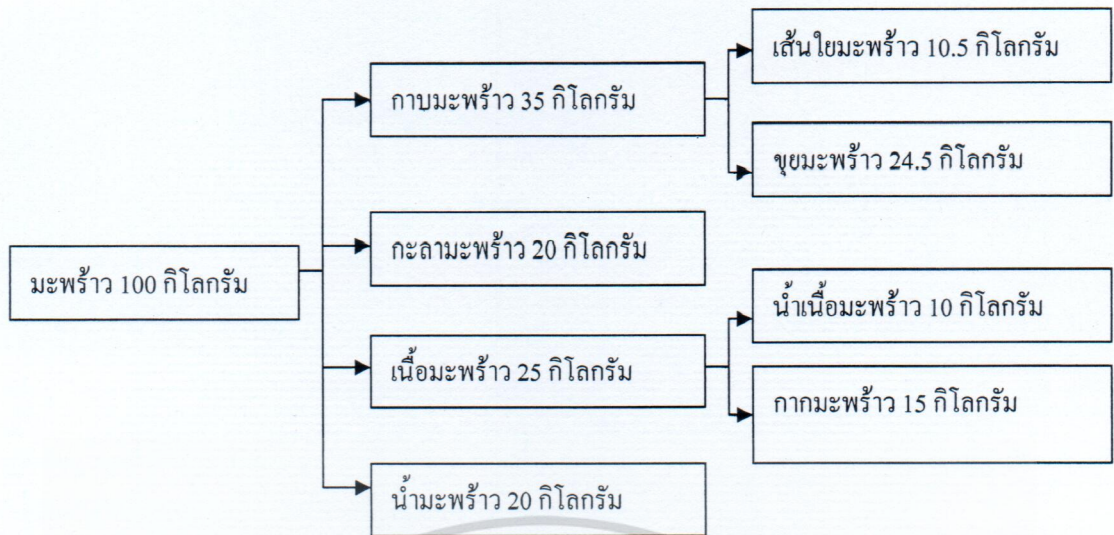 มะพร้าว 100 กิโลกรัม
กาบมะพร้าว 35 กิโลกรัม
เส้นใยมะพร้าว 10.5 กิโลกรัม
ขุยมะพร้าว 24.5 กิโลกรัม
กะลามะพร้าว 20 กิโลกรัม
เนื้อมะพร้าว 25 กิโลกรัม
น้ำเนื้อมะพร้าว 10 กิโลกรัม
กากมะพร้าว 15 กิโลกรัม
น้ำมะพร้าว 20 กิโลกรัม